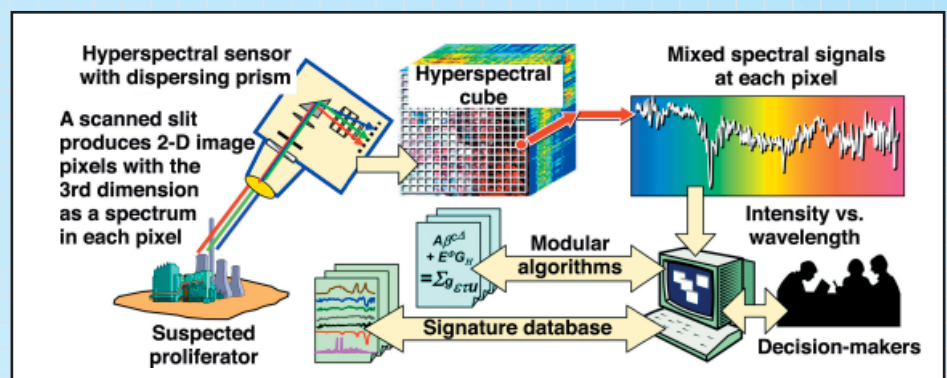 Hyperspectral sensor
with dispersing prism
A scanned slit
produces 2-D image
pixels with the
3rd dimension
as a spectrum
in each pixel
Suspected
proliferator
Hyperspectral
cube
Mixed spectral signals
at each pixel
Intensity vs.
wavelength
Modular
algorithms
Signature database
Decision-makers